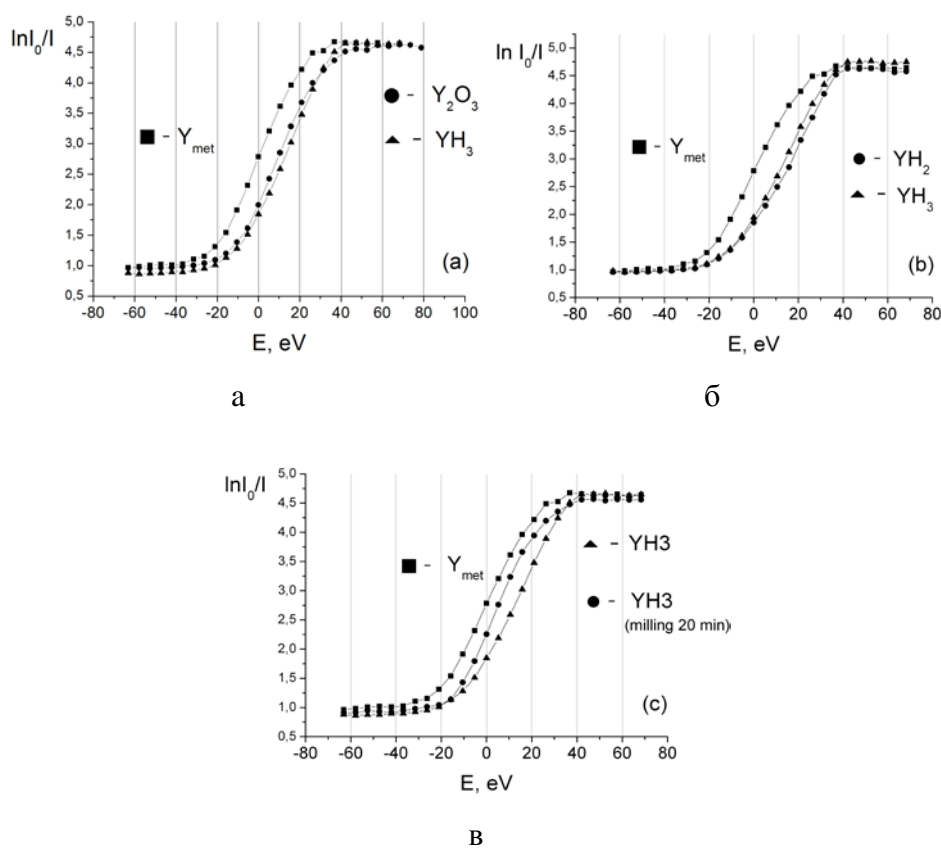 lnI₀/I
5,0
4,5
4,0
3,5
3,0
2,5
2,0
1,5
1,0
0,5
■ - Y_met
● - Y₂O₃
▲ - YH₃
(a)
-80 -60 -40 -20 0 20 40 60 80 100
E, eV
а
ln I₀/I
5,0
4,5
4,0
3,5
3,0
2,5
2,0
1,5
1,0
0,5
■ - Y_met
● - YH₂
▲ - YH₃
(b)
-80 -60 -40 -20 0 20 40 60 80
E, eV
б
lnI₀/I
5,0
4,5
4,0
3,5
3,0
2,5
2,0
1,5
1,0
0,5
■ - Y_met
▲ - YH3
● - YH3
(milling 20 min)
(c)
-80 -60 -40 -20 0 20 40 60 80
E, eV
в